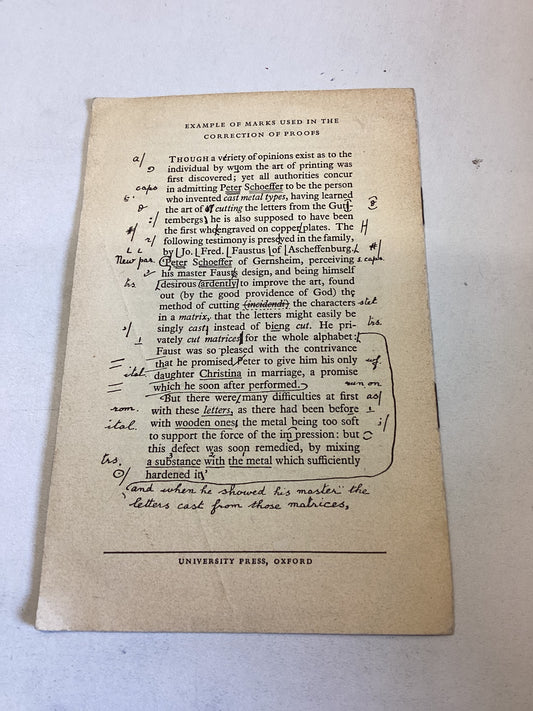 EXAMPLE OF MARKS USED IN THE
CORRECTION OF PROOFS
a/ THOUGH a veriety of opinions exist as to the
individual by wyom the art of printing was
first discovered; yet all authorities concur
caps in admitting Peter Schoeffer to be the person
who invented cast metal types, having learned
the art of cutting the letters from the Gut-
:/ tembergs he is also supposed to have been
#/ the first who engraved on copper plates. The
2/ following testimony is preseved in the family,
by Jo. Fred. Faustus of Ascheffenburg. #/
New par. Peter Schoeffer of Gernsheim, perceiving s. caps.
his master Fausts design, and being himself
trs desirous ardently to improve the art, found
out (by the good providence of God) the
method of cutting (incidendi) the characters stet
in a matrix, that the letters might easily be
singly cast instead of bieng cut. He pri- trs.
vately cut matrices for the whole alphabet:
Faust was so pleased with the contrivance
that he promised Peter to give him his only wf.
ital. daughter Christina in marriage, a promise
which he soon after performed. run on
But there were many difficulties at first as/
rom. with these letters, as there had been before
ital. with wooden ones, the metal being too soft ;/
to support the force of the im pression: but
this defect was soon remedied, by mixing
trs. a substance with the metal which sufficiently
hardened it,
and when he showed his master the
letters cast from those matrices,
UNIVERSITY PRESS, OXFORD